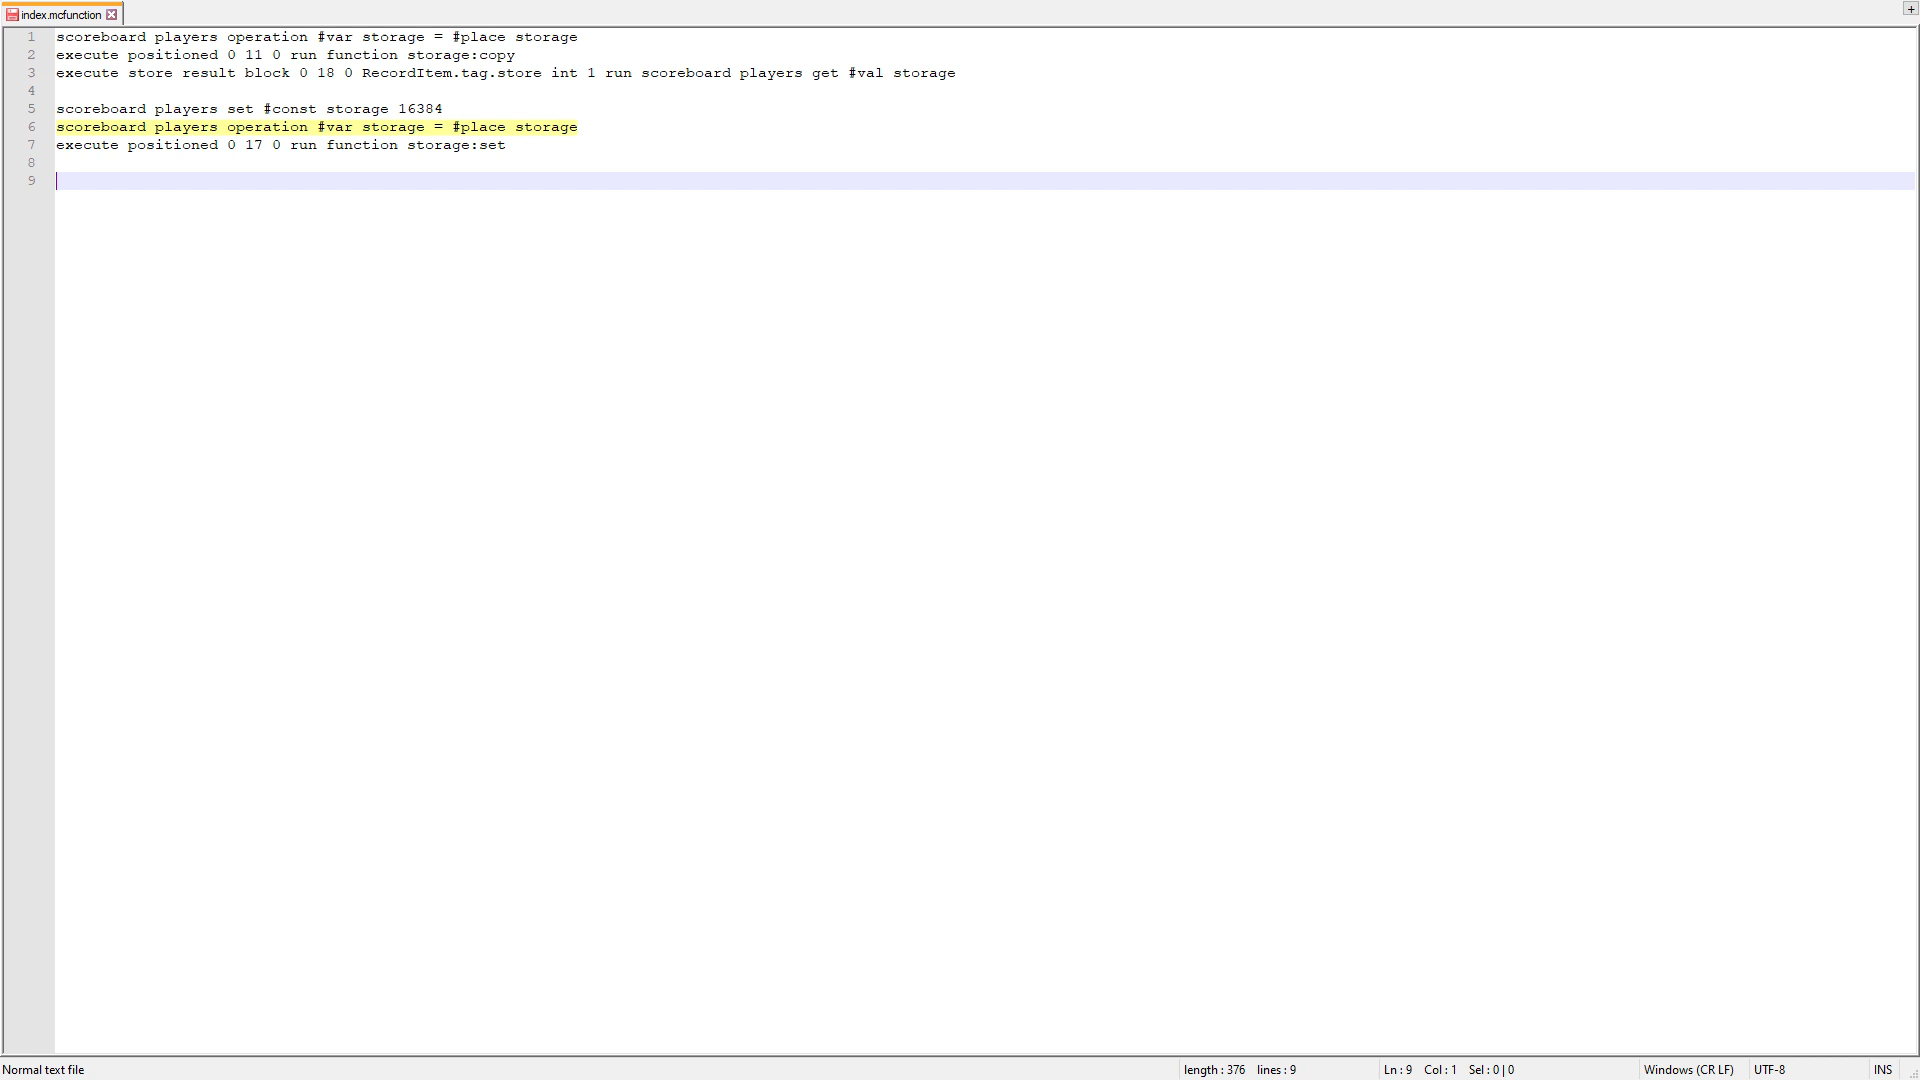 index.mcfunction
+
1 scoreboard players operation #var storage = #place storage
2 execute positioned 0 11 0 run function storage:copy
3 execute store result block 0 18 0 RecordItem.tag.store int 1 run scoreboard players get #val storage
4
5 scoreboard players set #const storage 16384
6 scoreboard players operation #var storage = #place storage
7 execute positioned 0 17 0 run function storage:set
8
9
Normal text file length : 376 lines : 9 Ln : 9 Col : 1 Sel : 0 | 0 Windows (CR LF) UTF-8 INS